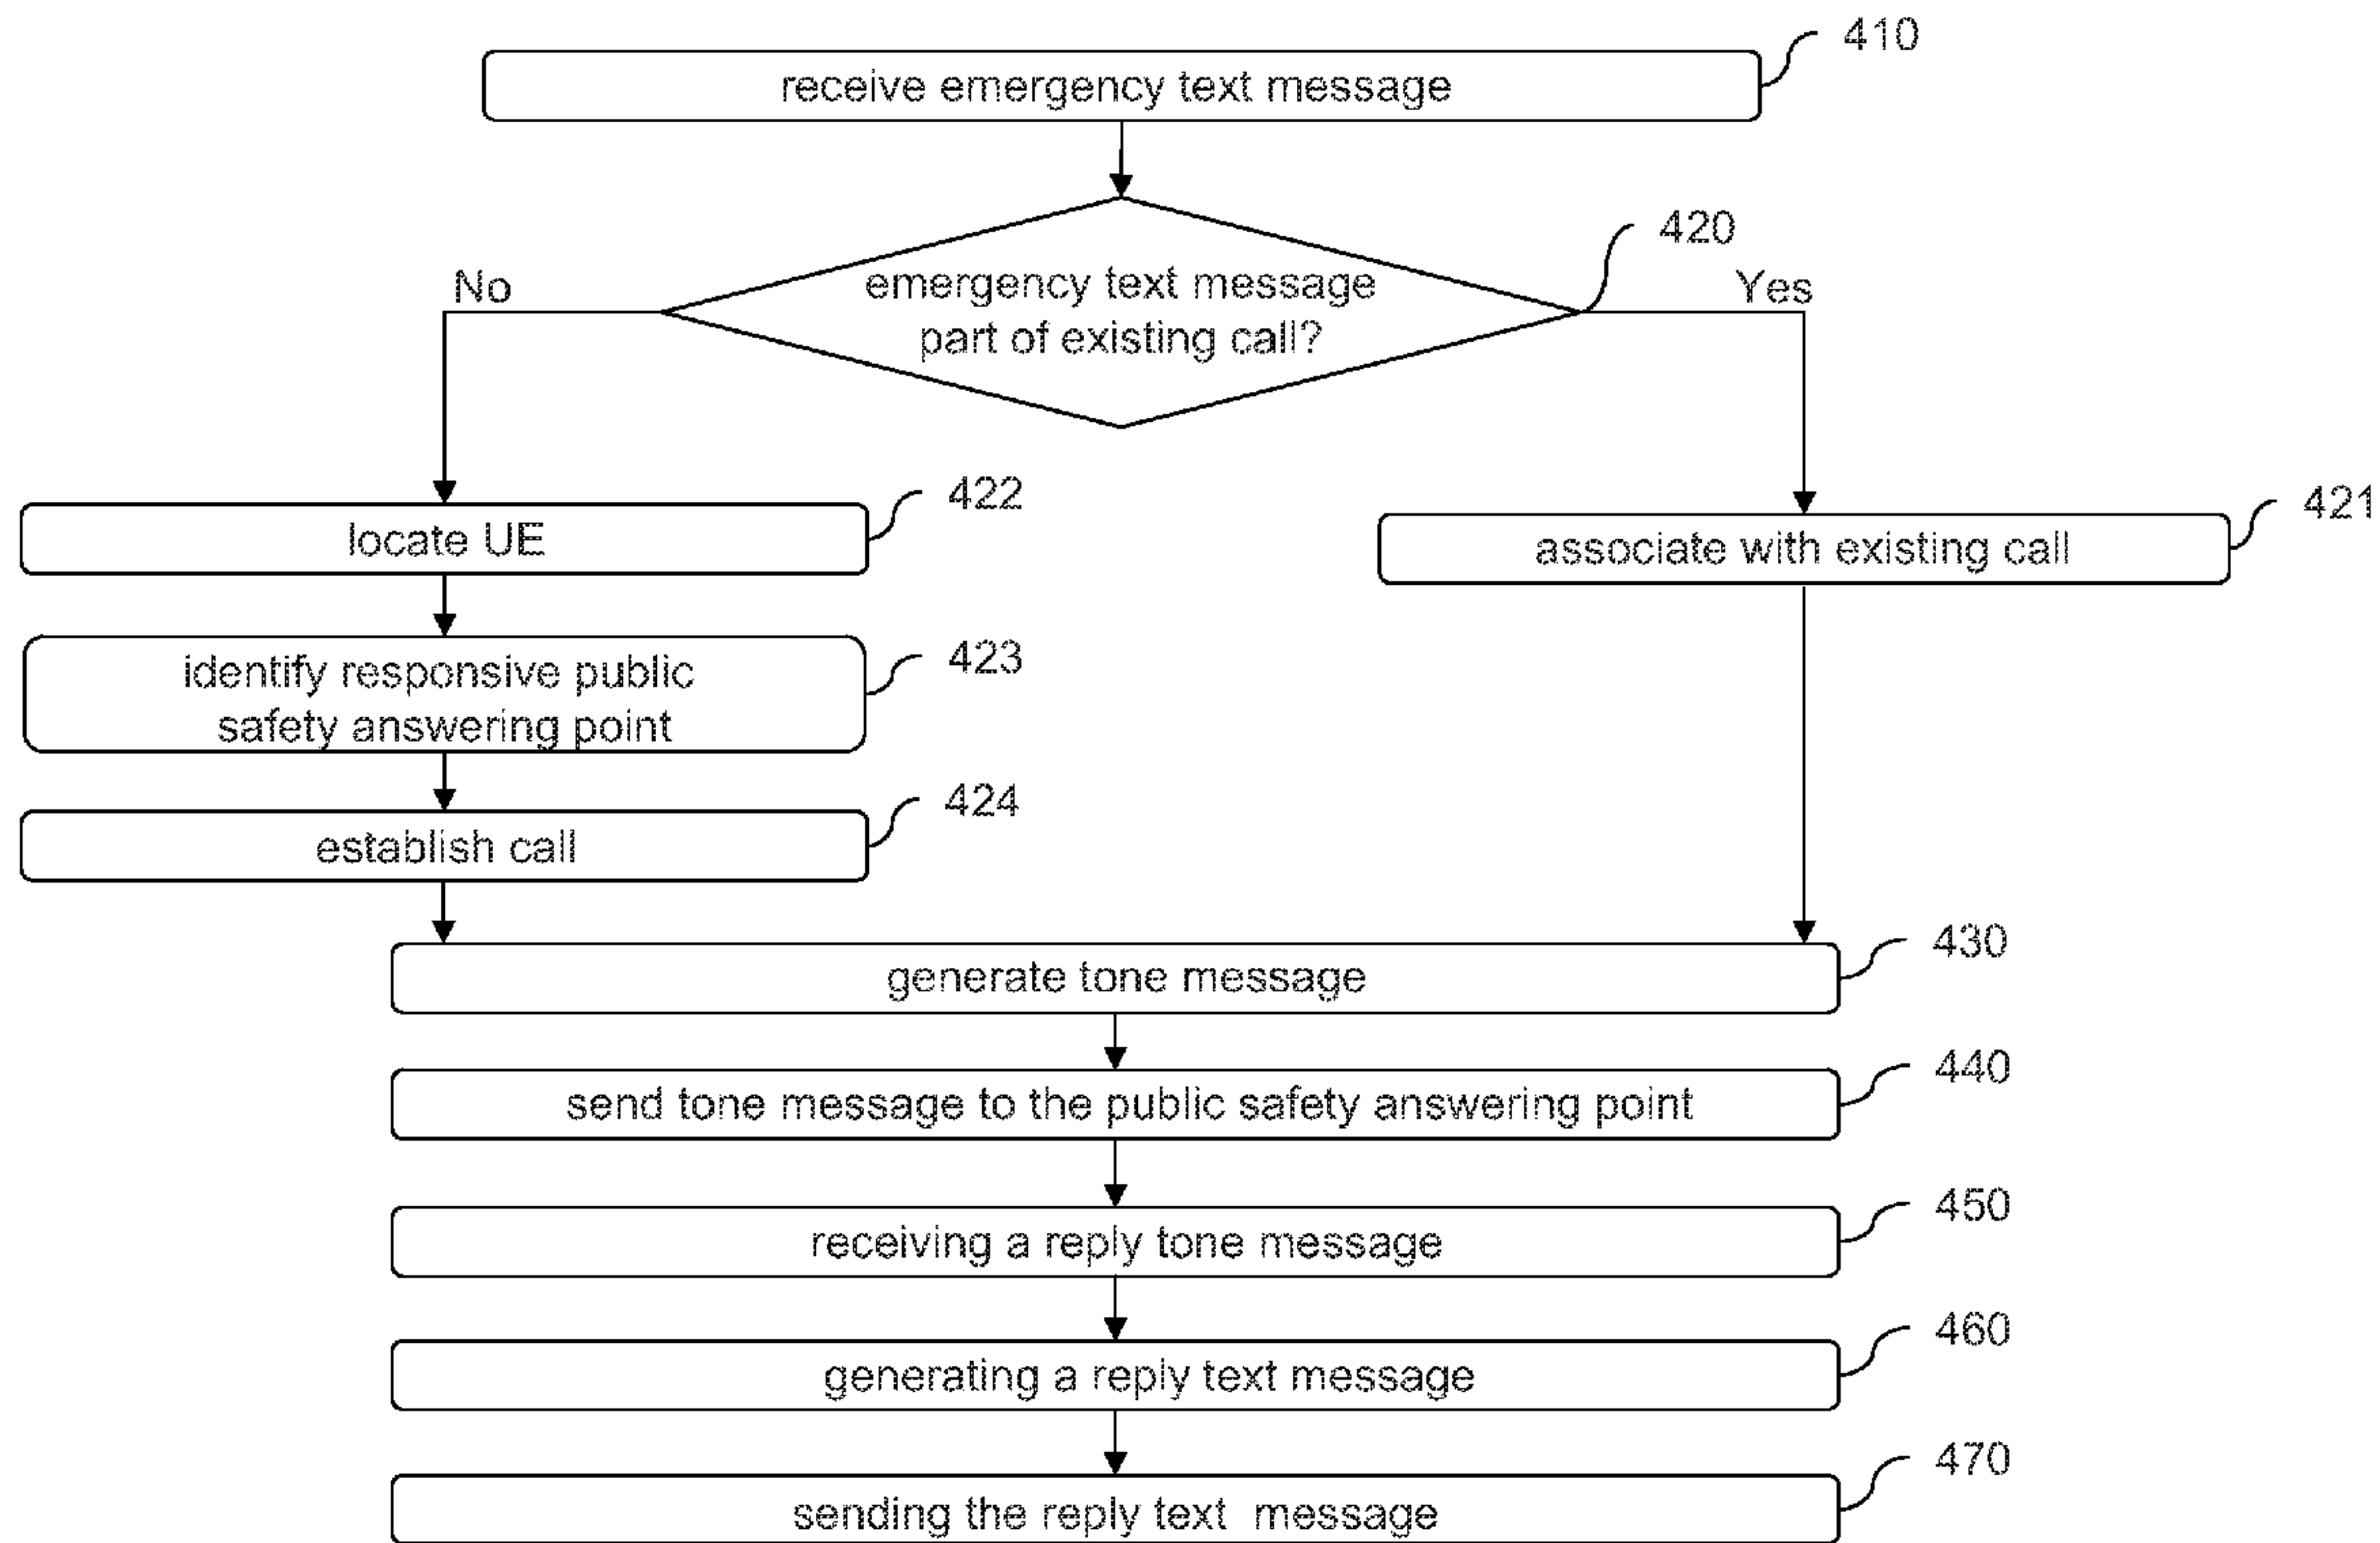 410
receive emergency text message
420
No
emergency text message
part of existing call?
Yes
422
locate UE
421
associate with existing call
423
identify responsive public
safety answering point
424
establish call
430
generate tone message
440
send tone message to the public safety answering point
450
receiving a reply tone message
460
generating a reply text message
470
sending the reply text message